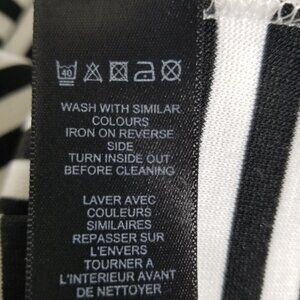 40
WASH WITH SIMILAR
COLOURS
IRON ON REVERSE
SIDE
TURN INSIDE OUT
BEFORE CLEANING
LAVER AVEC
COULEURS
SIMILAIRES
REPASSER SUR
L'ENVERS
TOURNER A
L'INTERIEUR AVANT
DE NETTOYER